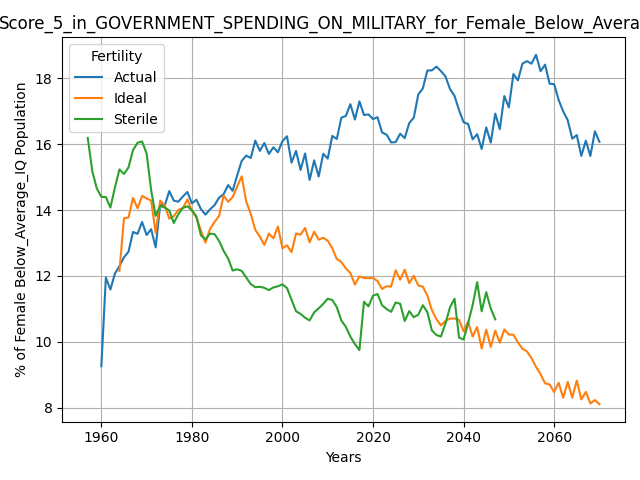 Score_5_in_GOVERNMENT_SPENDING_ON_MILITARY_for_Female_Below_Avera
Fertility
Actual
Ideal
Sterile
% of Female Below_Average_IQ Population
18
16
14
12
10
8
1960
1980
2000
2020
2040
2060
Years